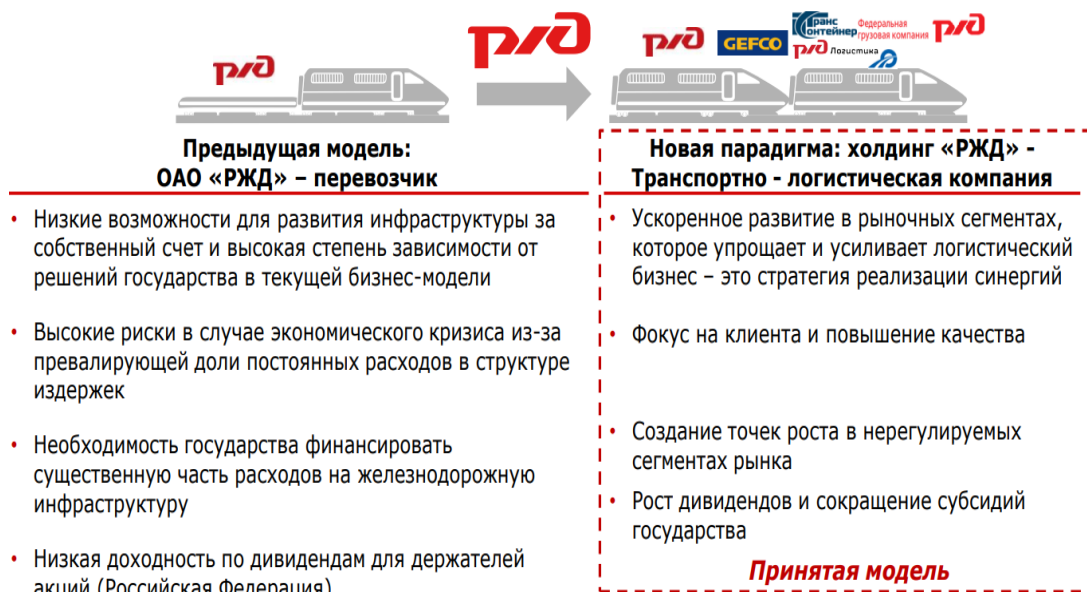 ржд
ржд
ржд
GEFCO
Транс
Контейнер
Федеральная
грузовая компания
ржд Логистика
ржд
Предыдущая модель:
ОАО «РЖД» – перевозчик
Низкие возможности для развития инфраструктуры за
собственный счет и высокая степень зависимости от
решений государства в текущей бизнес-модели
Высокие риски в случае экономического кризиса из-за
превалирующей доли постоянных расходов в структуре
издержек
Необходимость государства финансировать
существенную часть расходов на железнодорожную
инфраструктуру
Низкая доходность по дивидендам для держателей
акций (Российская Федерация)
Новая парадигма: холдинг «РЖД» -
Транспортно - логистическая компания
Ускоренное развитие в рыночных сегментах,
которое упрощает и усиливает логистический
бизнес – это стратегия реализации синергий
Фокус на клиента и повышение качества
Создание точек роста в нерегулируемых
сегментах рынка
Рост дивидендов и сокращение субсидий
государства
Принятая модель